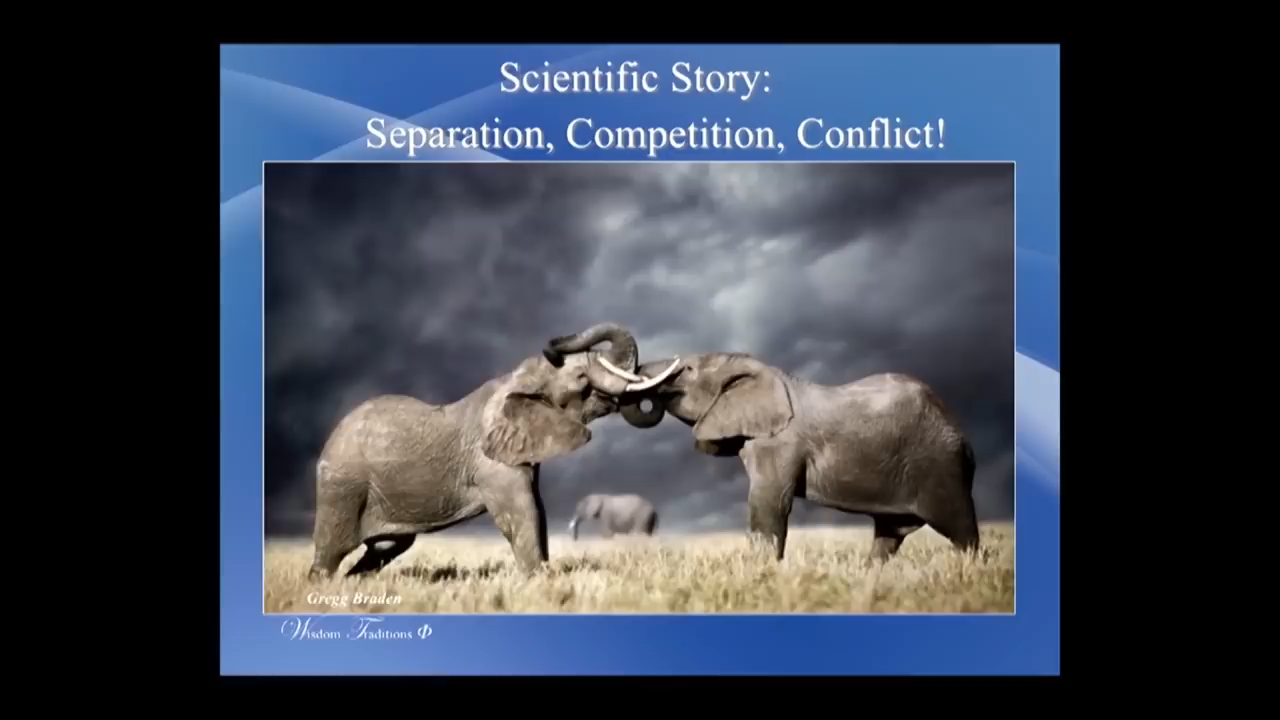 Scientific Story:
Separation, Competition, Conflict!
Gregg Braden
Wisdom Traditions Φ